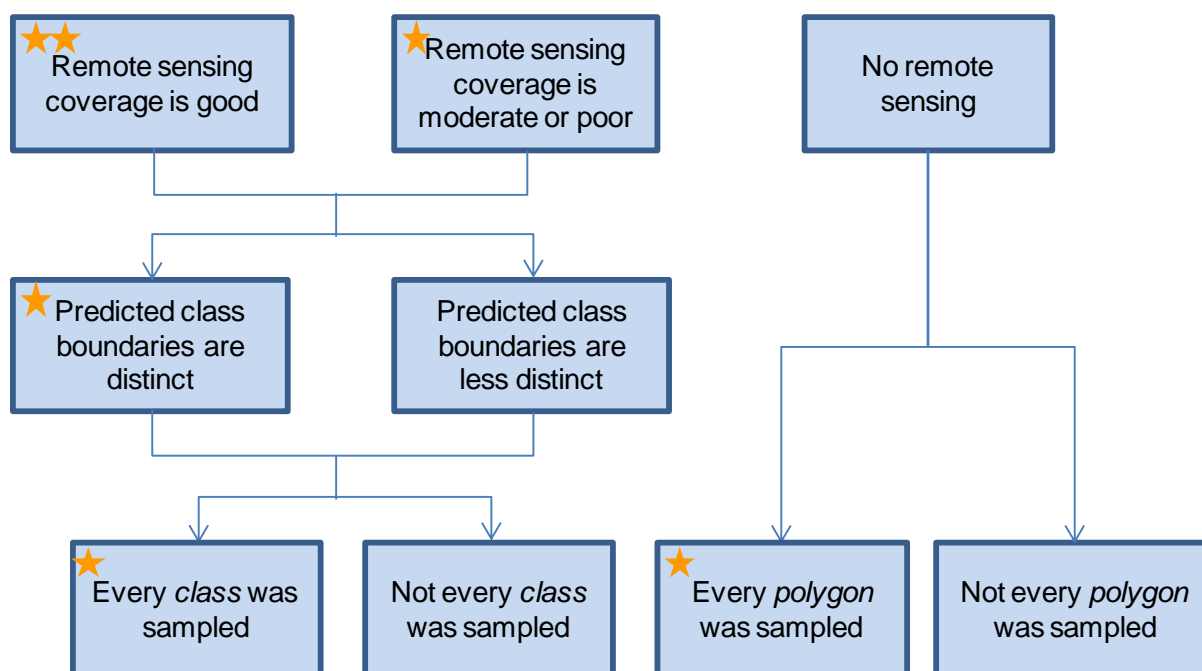 Remote sensing
coverage is good
Remote sensing
coverage is
moderate or poor
No remote
sensing
Predicted class
boundaries are
distinct
Predicted class
boundaries are
less distinct
Every class was
sampled
Not every class
was sampled
Every polygon
was sampled
Not every polygon
was sampled